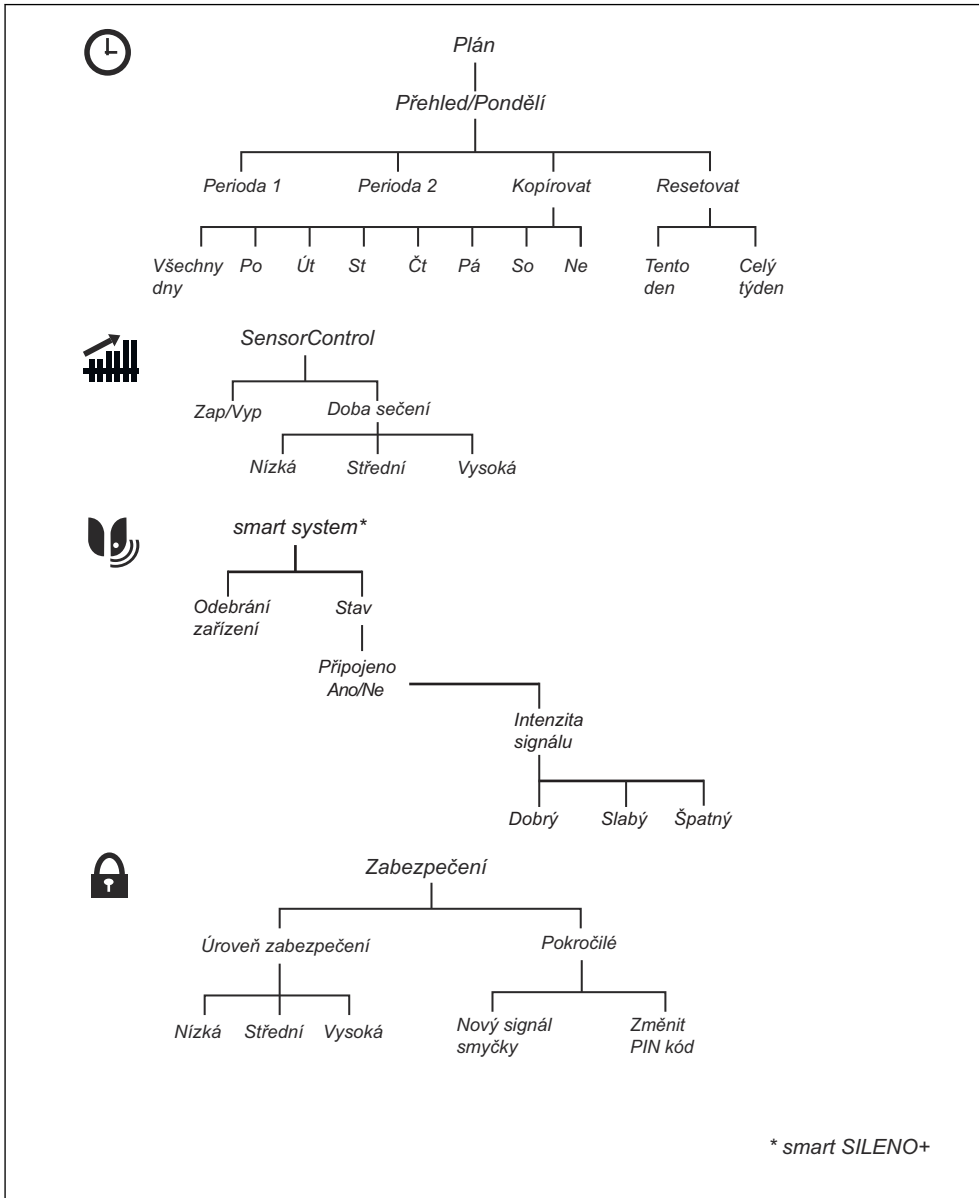 Plán
Přehled/Pondělí
Perioda 1 Perioda 2 Kopírovat Resetovat
Všechny dny Po Út St Čt Pá So Ne Tento den Celý týden
SensorControl
Zap/Vyp Doba sečení
Nízká Střední Vysoká
smart system*
Odebrání zařízení Stav
Připojeno
Ano/Ne
Intenzita
signálu
Dobrý Slabý Špatný
Zabezpečení
Úroveň zabezpečení Pokročilé
Nízká Střední Vysoká Nový signál smyčky Změnit PIN kód
* smart SILENO+